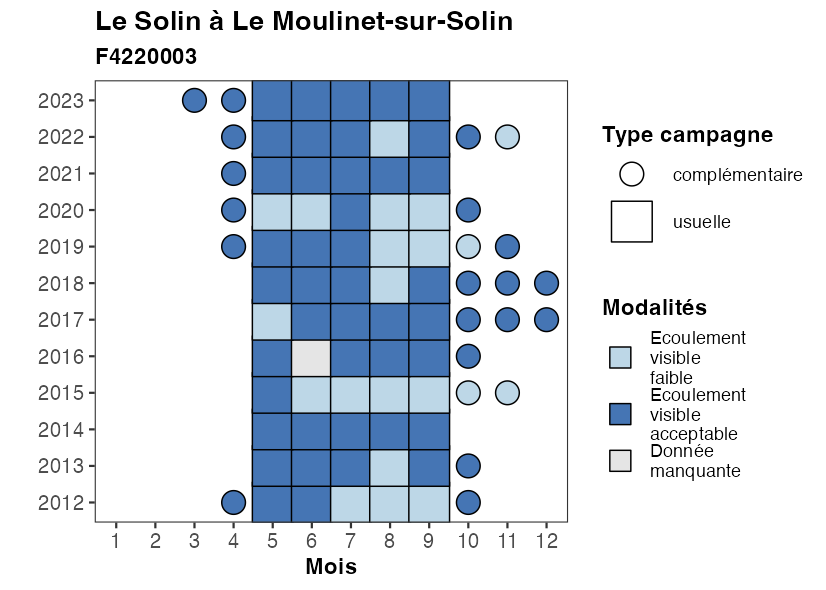 Le Solin à Le Moulinet-sur-Solin
F4220003
2023
2022
2021
2020
2019
2018
2017
2016
2015
2014
2013
2012
1 2 3 4 5 6 7 8 9 10 11 12
Mois
Type campagne
complémentaire
usuelle
Modalités
Ecoulement
visible
faible
Ecoulement
visible
acceptable
Donnée
manquante